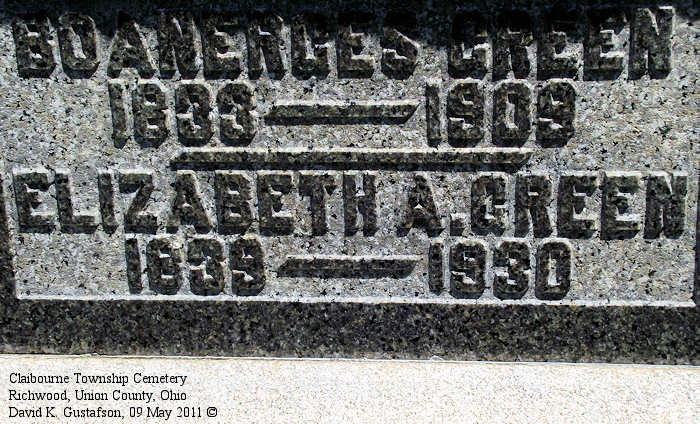 BOANERGES GREEN
1833 — 1909
ELIZABETH A. GREEN
1839 — 1930
Claibourne Township Cemetery
Richwood, Union County, Ohio
David K. Gustafson, 09 May 2011 ©